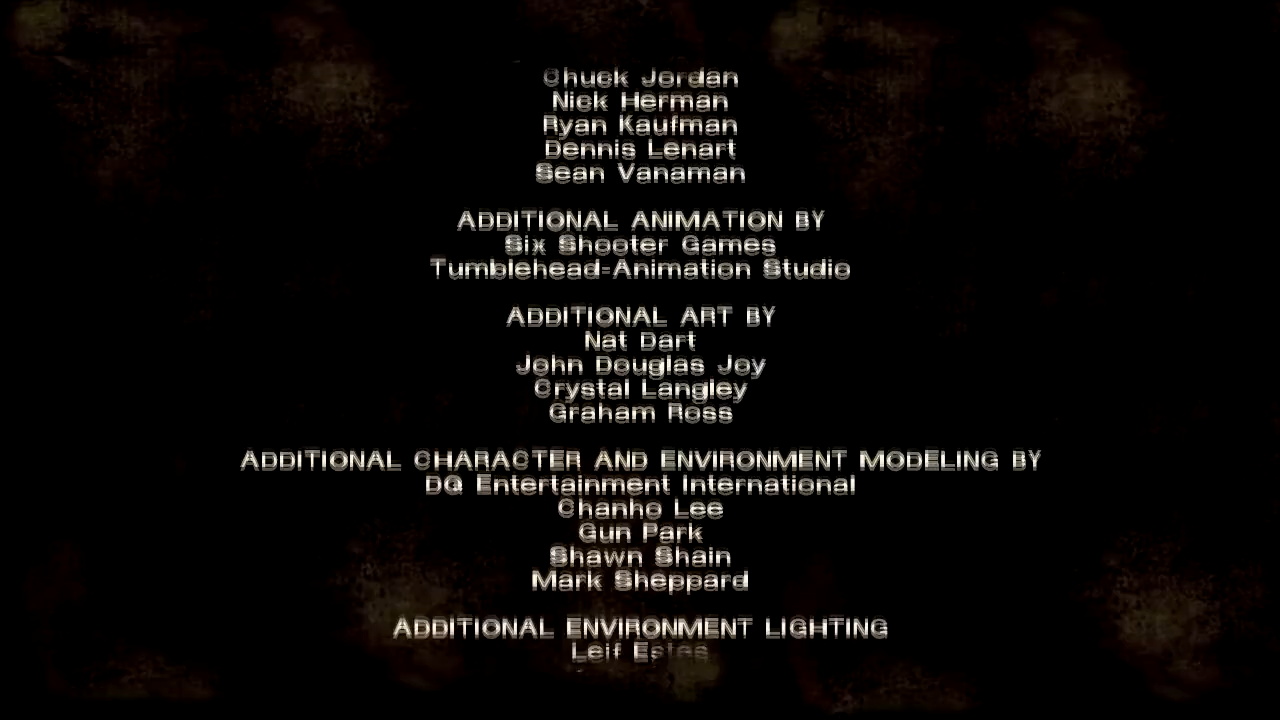 Chuck Jordan
Nick Herman
Ryan Kaufman
Dennis Lenart
Sean Vanaman
ADDITIONAL ANIMATION BY
Six Shooter Games
Tumblehead-Animation Studio
ADDITIONAL ART BY
Nat Dart
John Douglas Joy
Crystal Langley
Graham Ross
ADDITIONAL CHARACTER AND ENVIRONMENT MODELING BY
DQ Entertainment International
Chanho Lee
Gun Park
Shawn Shain
Mark Sheppard
ADDITIONAL ENVIRONMENT LIGHTING
Leif Estes